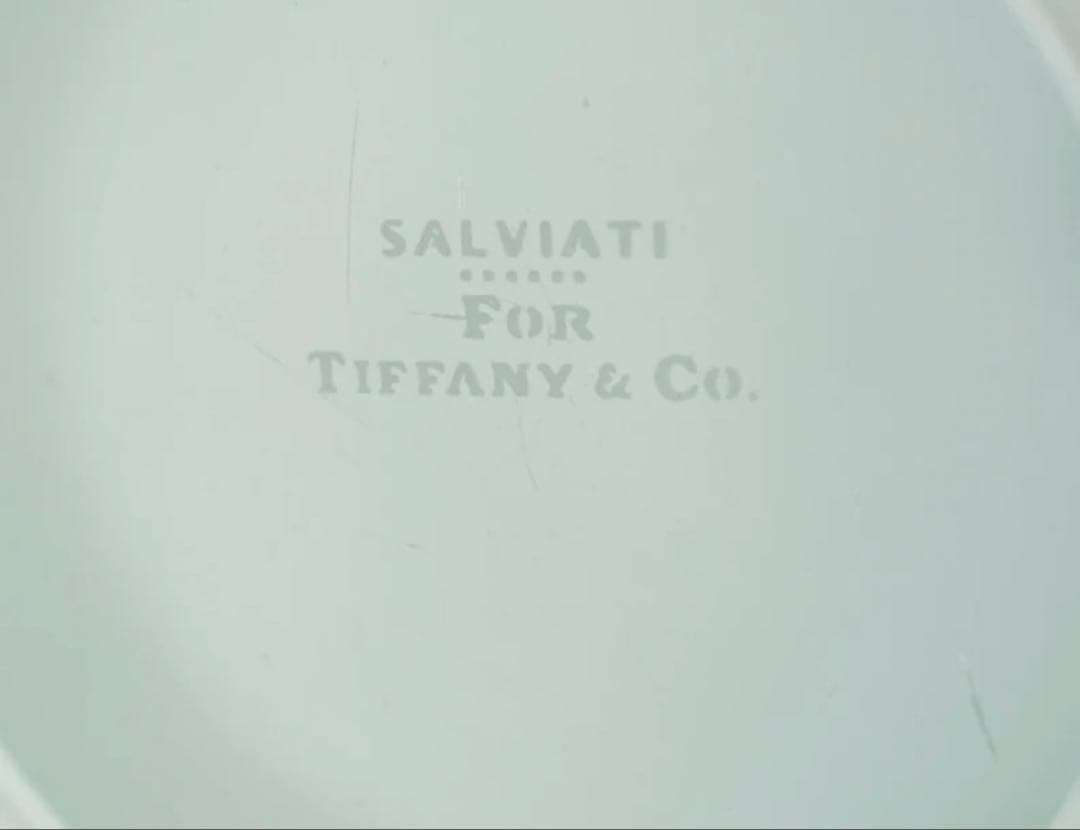 SALVIATI
......
FOR
TIFFANY & CO.